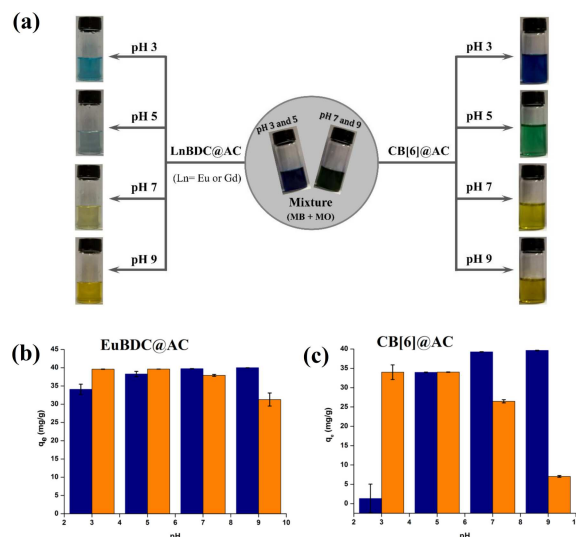 (a)
pH 3
pH 5
pH 7
pH 9
LnBDC@AC
(Ln= Eu or Gd)
pH 3 and 5
pH 7 and 9
Mixture
(MB + MO)
CB[6]@AC
pH 3
pH 5
pH 7
pH 9
(b)
EuBDC@AC
45
40
35
30
25
20
15
10
5
0
qe (mg/g)
2 3 4 5 6 7 8 9 10
pH
(c)
CB[6]@AC
40
35
30
25
20
15
10
5
0
(mg/g)
2 3 4 5 6 7 8 9 1
pH